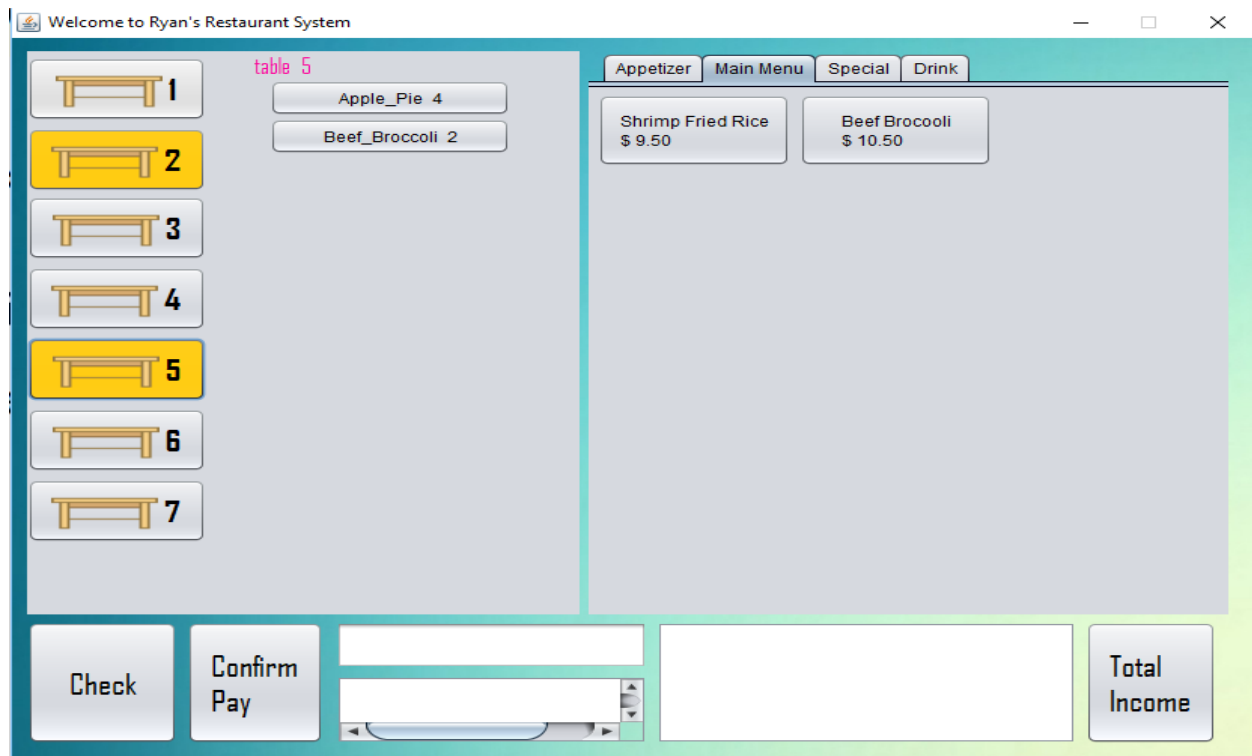 Welcome to Ryan's Restaurant System
1
2
3
4
5
6
7
table 5
Apple_Pie 4
Beef_Broccoli 2
Appetizer Main Menu Special Drink
Shrimp Fried Rice
$ 9.50
Beef Brocooli
$ 10.50
Check
Confirm
Pay
Total
Income